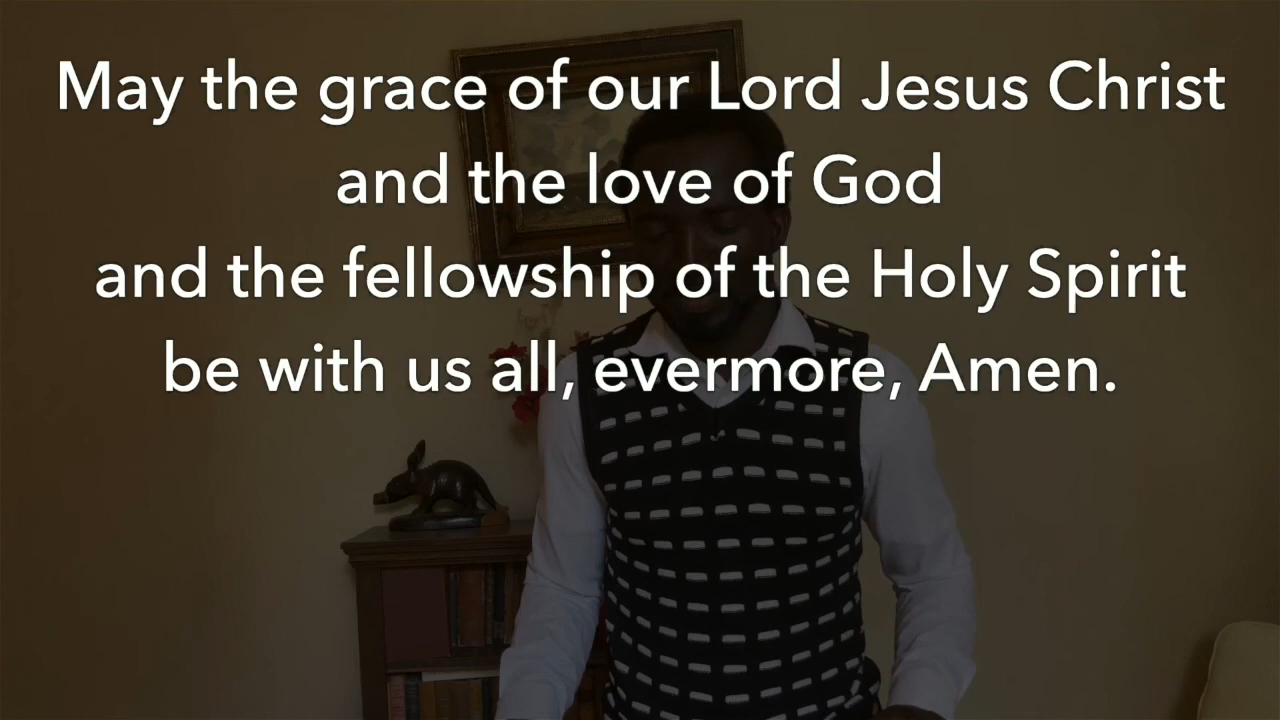 May the grace of our Lord Jesus Christ
and the love of God
and the fellowship of the Holy Spirit
be with us all, evermore, Amen.